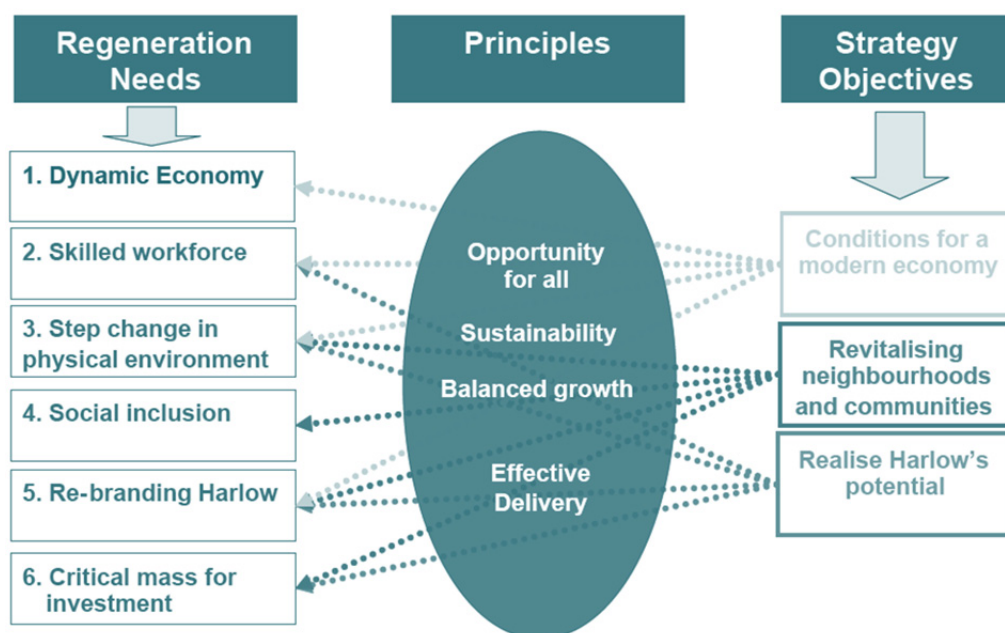 Regeneration
Needs
Principles
Strategy
Objectives
1. Dynamic Economy
2. Skilled workforce
3. Step change in
physical environment
4. Social inclusion
5. Re-branding Harlow
6. Critical mass for
investment
Opportunity
for all
Sustainability
Balanced growth
Effective
Delivery
Conditions for a
modern economy
Revitalising
neighbourhoods
and communities
Realise Harlow's
potential